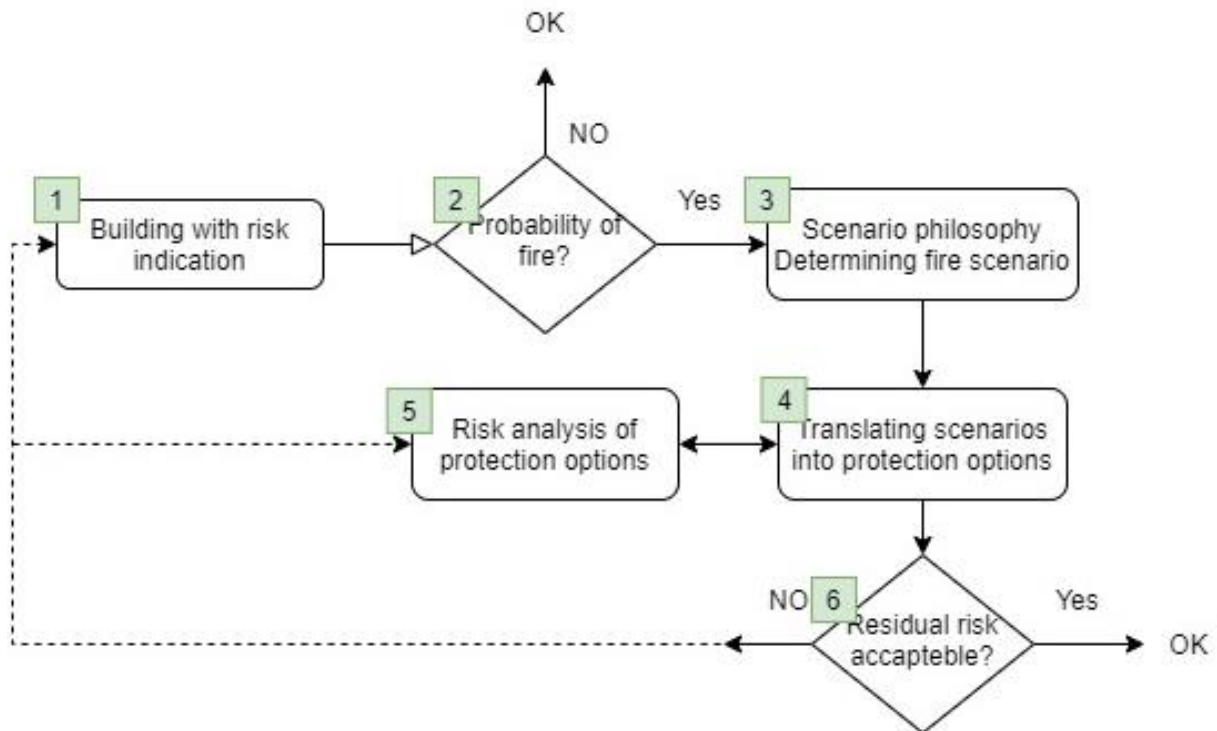 OK
NO
1
Building with risk
indication
2
Probability of
fire?
Yes
3
Scenario philosophy
Determining fire scenario
5
Risk analysis of
protection options
4
Translating scenarios
into protection options
NO
6
Residual risk
accapteble?
Yes
OK